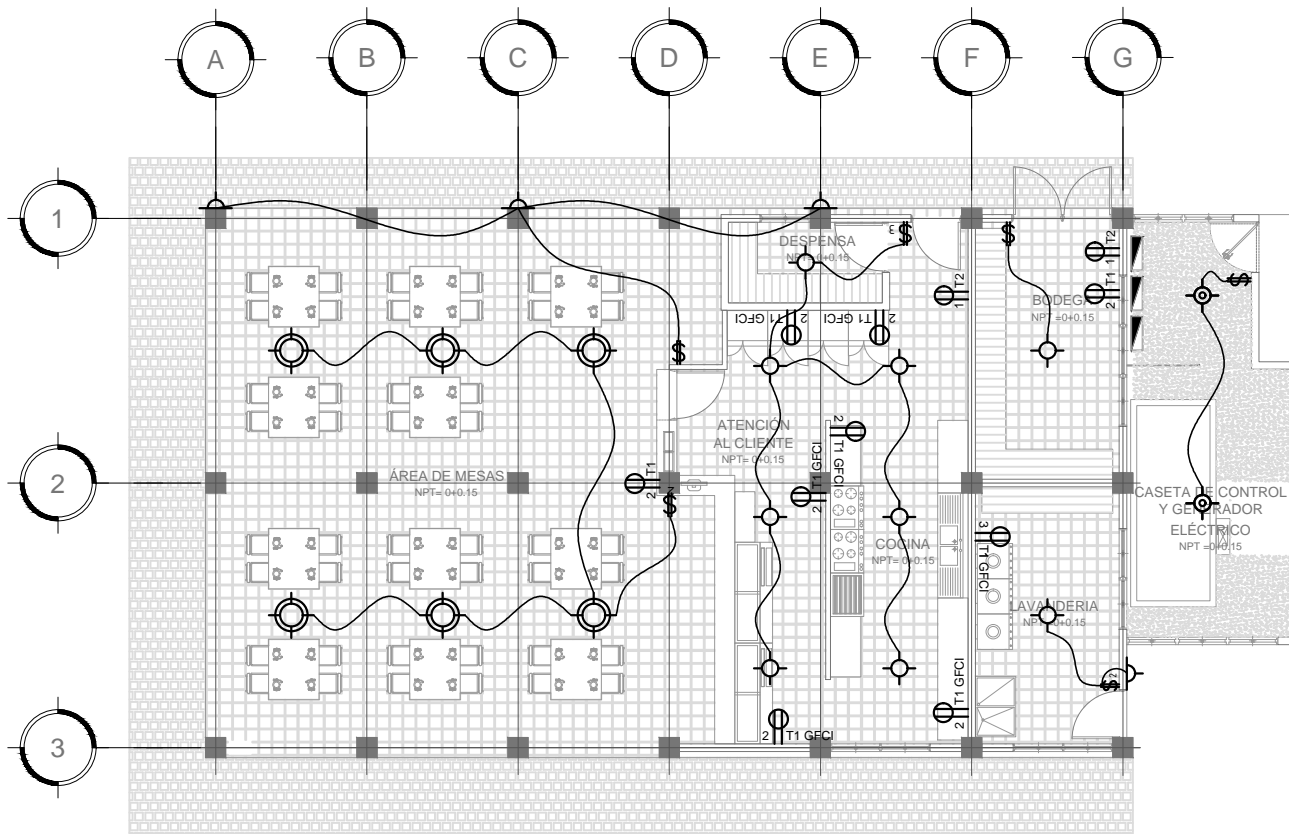 A B C D E F G
1
DESPENSA
NPT= 0+0.15
3
$
$
1 T2
2 T1
1 T2
$
BODEGA
NPT =0+0.15
2 T1 GFCI
2 T1 GFCI
$
ATENCIÓN
AL CLIENTE
NPT= 0+0.15
2 T1 GFCI
2
ÁREA DE MESAS
NPT= 0+0.15
2 T1
2
$
2 T1 GFCI
CASETA DE CONTROL
Y GENERADOR
ELÉCTRICO
NPT =0+0.15
COCINA
NPT= 0+0.15
3 T1 GFCI
LAVANDERIA
NPT= 0+0.15
$ 2
2 T1 GFCI
2 T1 GFCI
3